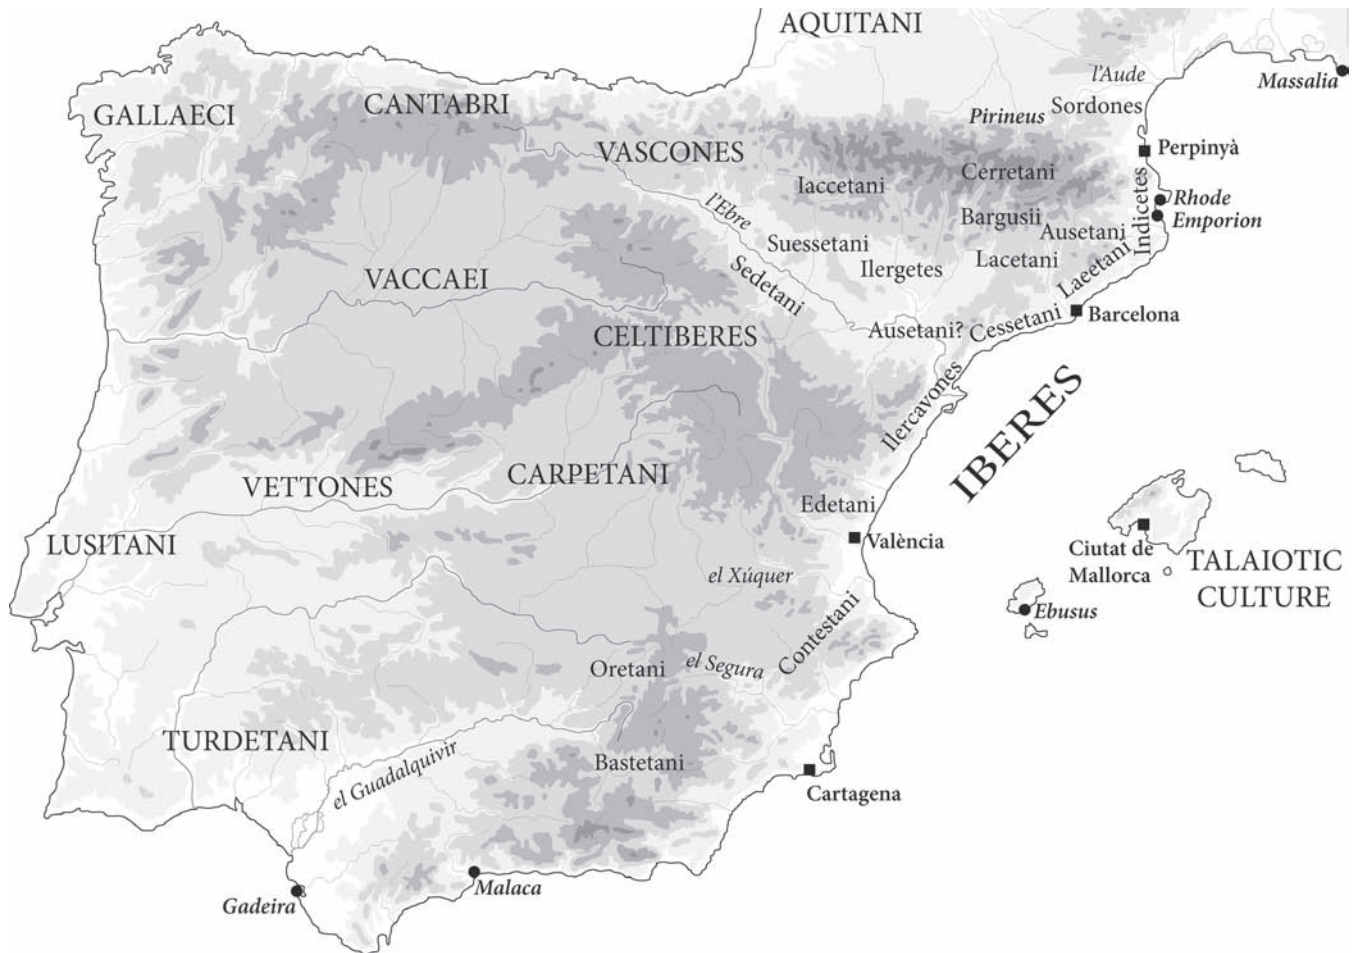 AQUITANI
l'Aude
Massalia
CANTABRI
Sordones
GALLAECI
Pirineus
VASCONES
Perpinyà
Iaccetani
Cerretani
Rhode
Indicetes
l'Ebre
Bargusii
Emporion
Ausetani
Suessetani
Lacetani
Ilergetes
Laeetani
VACCAEI
Sedetani
Barcelona
CELTIBERES
Ausetani?
Cessetani
Ilercavones
IBERES
CARPETANI
VETTONES
Edetani
LUSITANI
València
Ciutat de
Mallorca
TALAIOTIC
CULTURE
el Xúquer
Ebusus
Contestani
Oretani
el Segura
TURDETANI
Bastetani
el Guadalquivir
Cartagena
Malaca
Gadeira